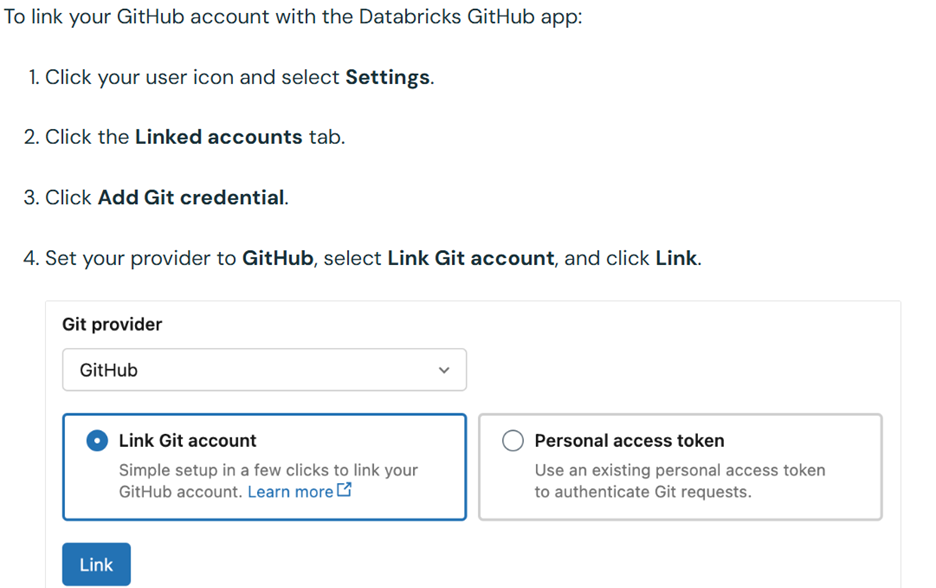 To link your GitHub account with the Databricks GitHub app:
1. Click your user icon and select Settings.
2. Click the Linked accounts tab.
3. Click Add Git credential.
4. Set your provider to GitHub, select Link Git account, and click Link.
Git provider
GitHub
Link Git account
Simple setup in a few clicks to link your
GitHub account. Learn more
Personal access token
Use an existing personal access token
to authenticate Git requests.
Link